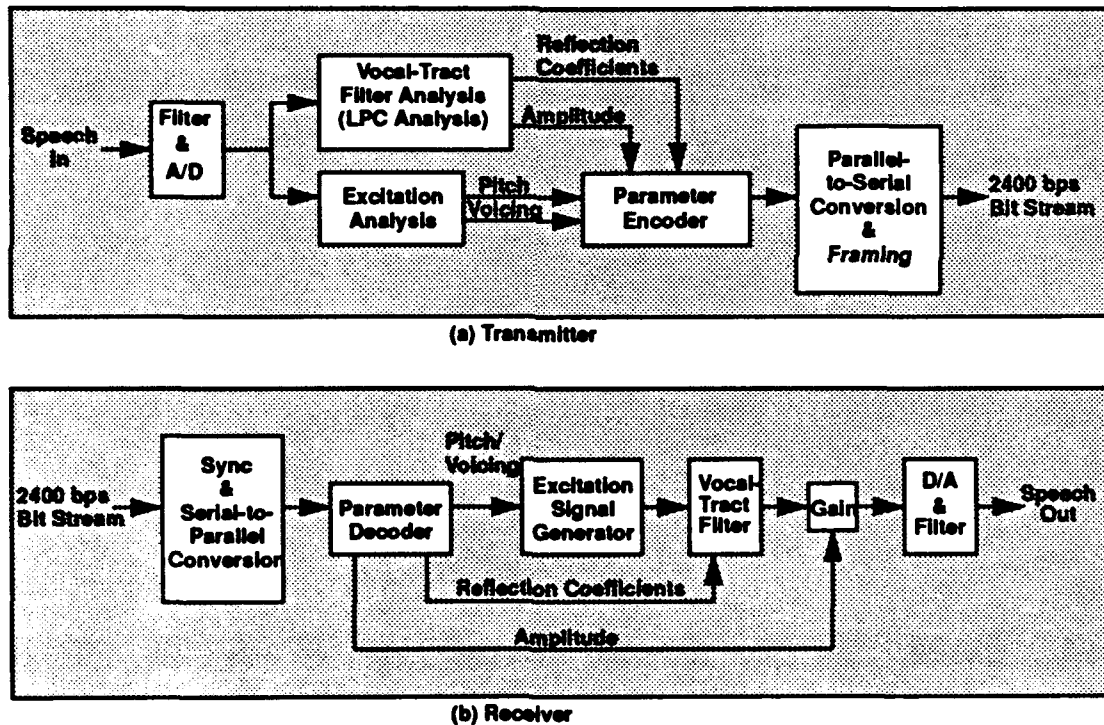 Speech
In
Filter
&
A/D
Vocal-Tract
Filter Analysis
(LPC Analysis)
Reflection
Coefficients
Amplitude
Excitation
Analysis
Pitch
Voicing
Parameter
Encoder
Parallel-
to-Serial
Conversion
&
Framing
2400 bps
Bit Stream
(a) Transmitter
2400 bps
Bit Stream
Sync
&
Serial-to-
Parallel
Conversion
Parameter
Decoder
Pitch/
Voicing
Excitation
Signal
Generator
Vocal-
Tract
Filter
Gain
D/A
&
Filter
Speech
Out
Reflection Coefficients
Amplitude
(b) Receiver